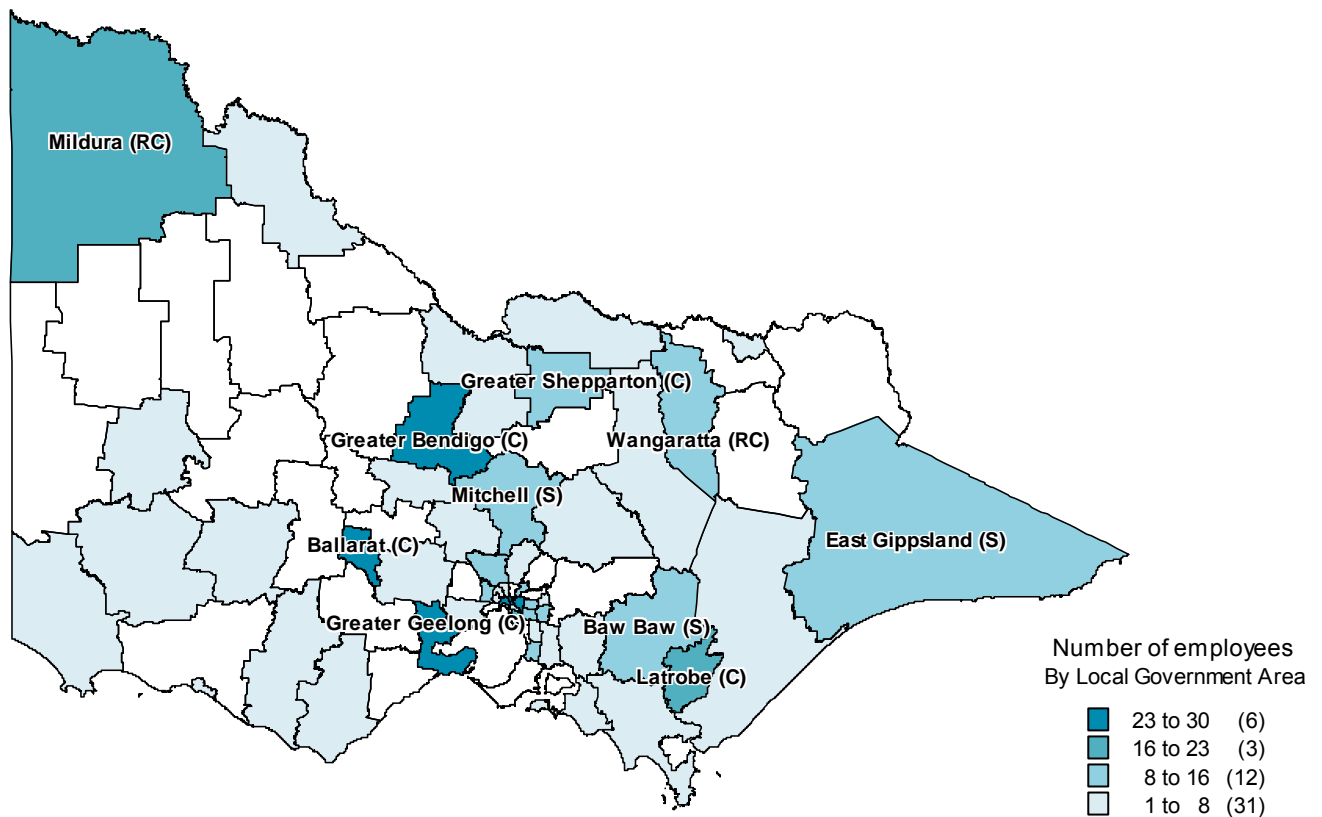 Mildura (RC)
Greater Shepparton (C)
Greater Bendigo (C)
Wangaratta (RC)
Mitchell (S)
Ballarat (C)
East Gippsland (S)
Greater Geelong (C)
Baw Baw (S)
Latrobe (C)
Number of employees
By Local Government Area
23 to 30 (6)
16 to 23 (3)
8 to 16 (12)
1 to 8 (31)